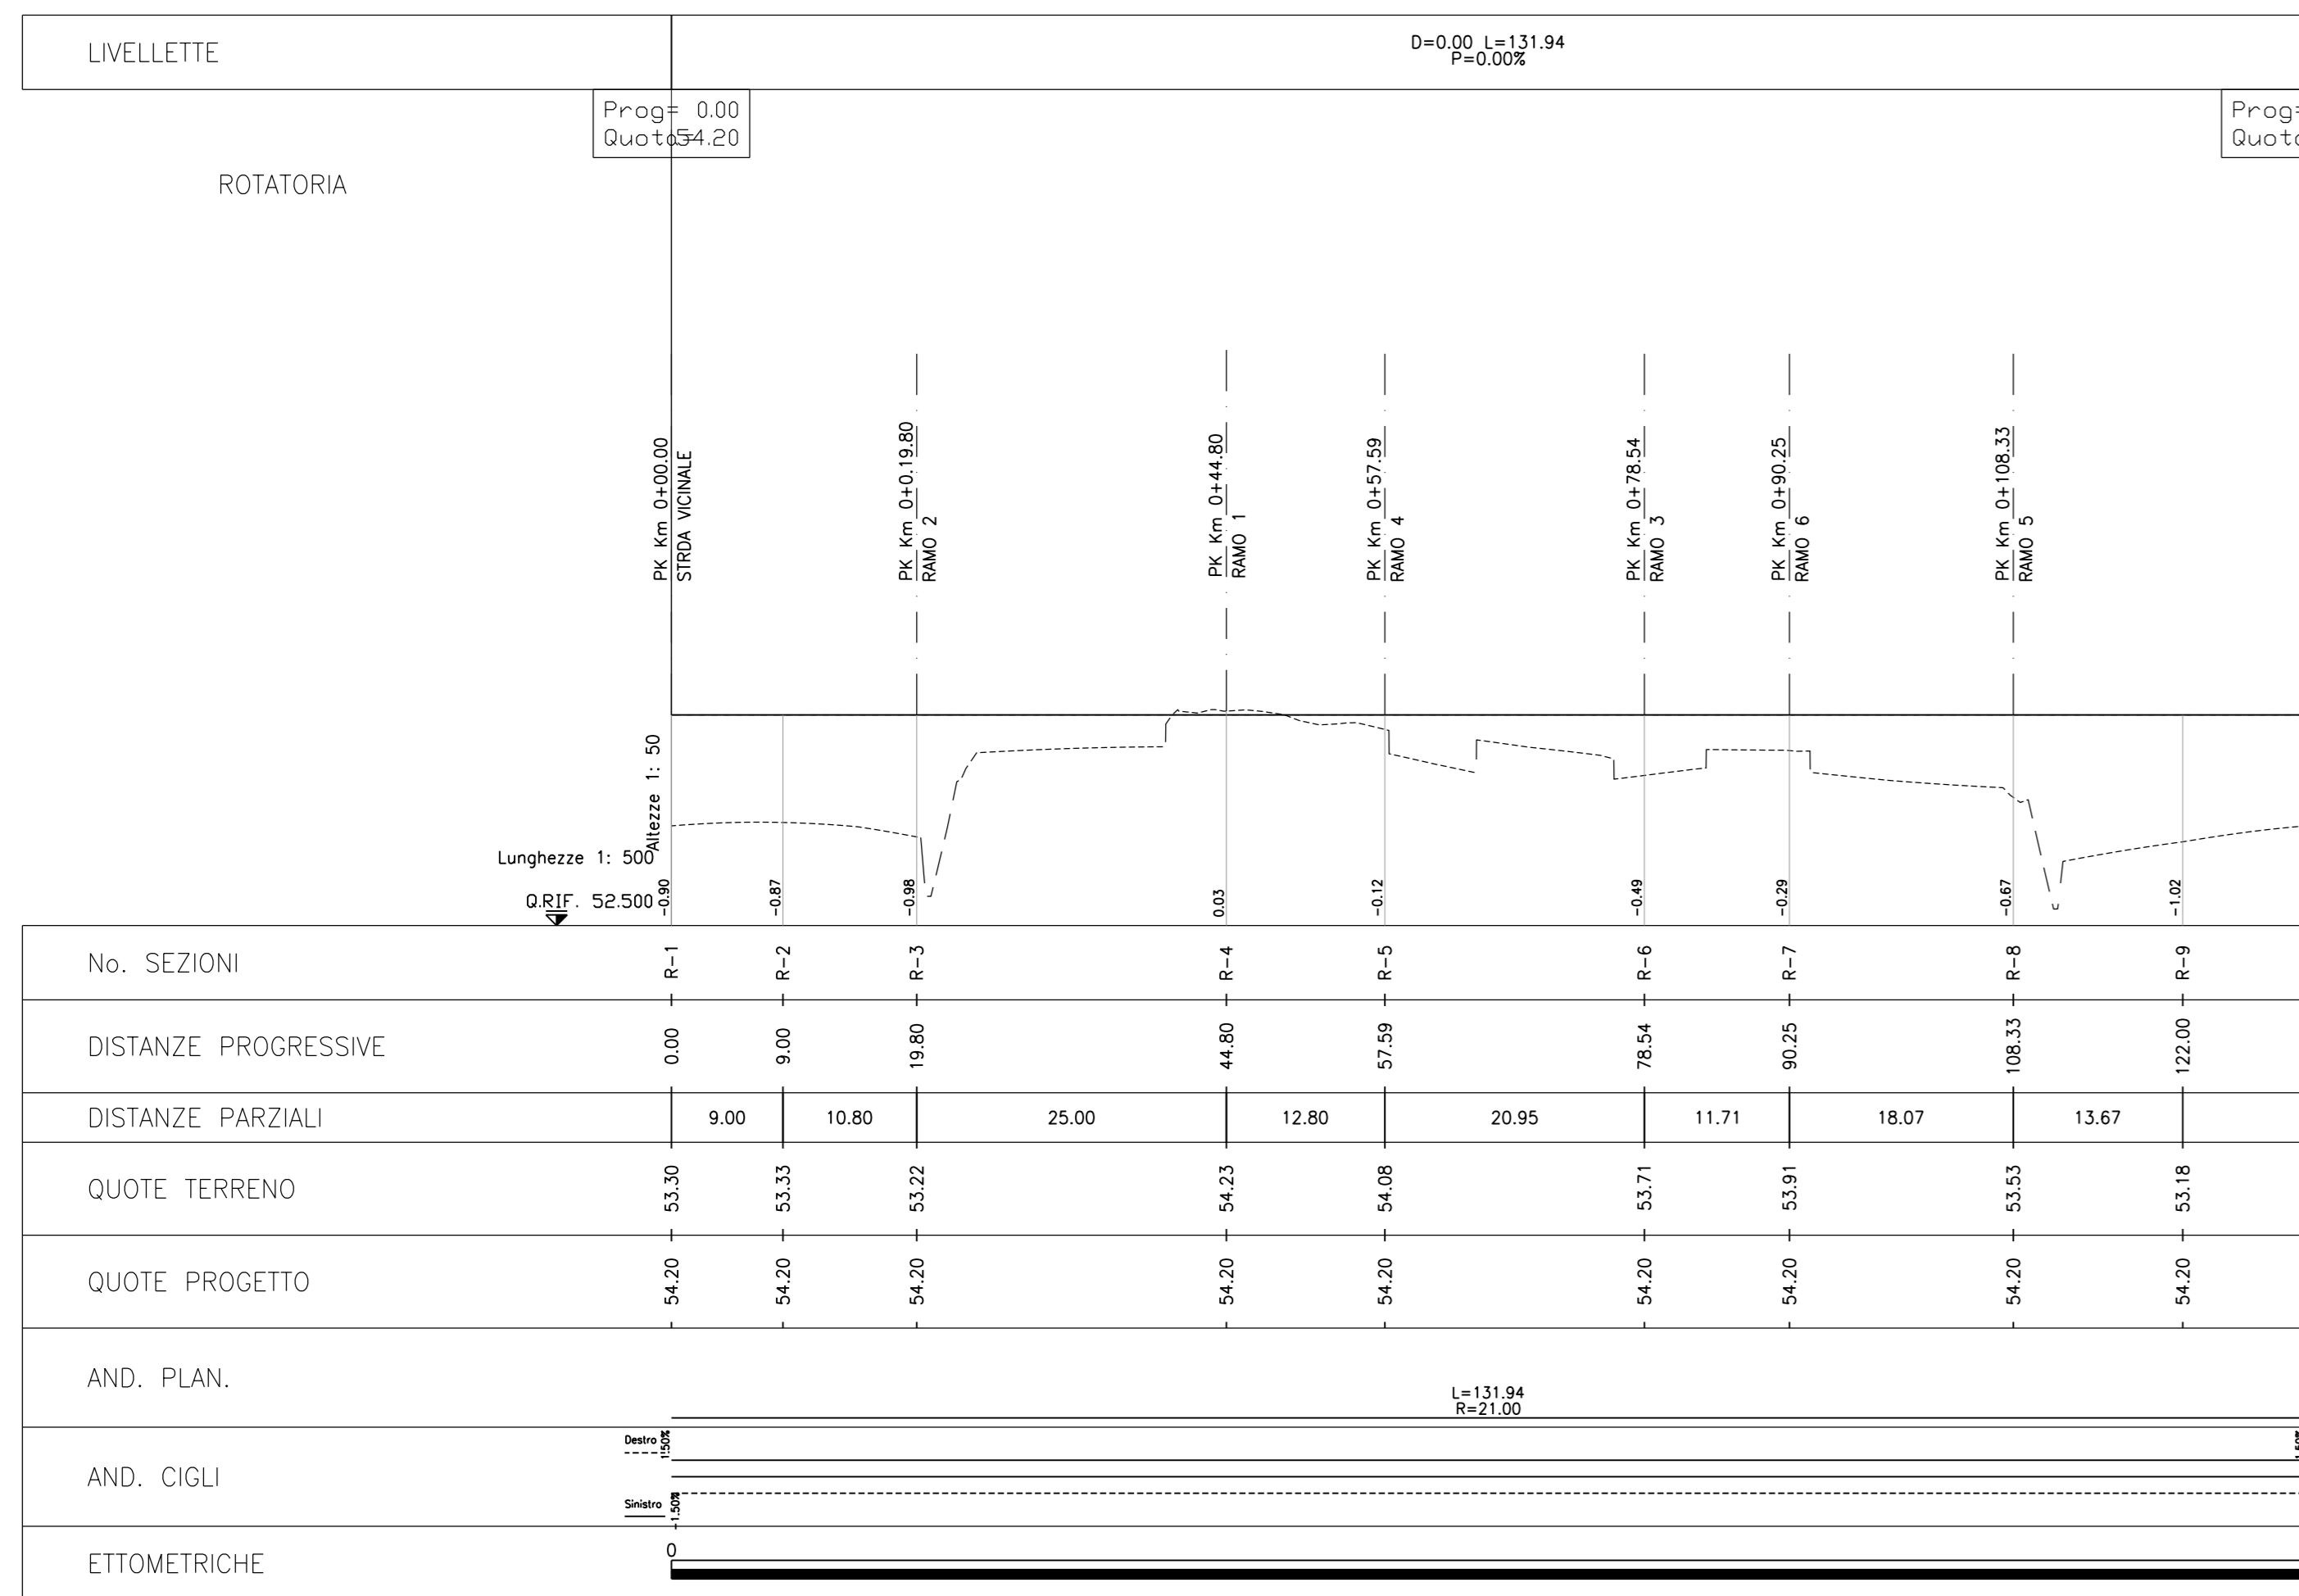 LIVELLETTE
D=0.00 L=131.94
P=0.00%
Prog= 0.00
Quota=54.20
Prog=
Quota
ROTATORIA
PK Km 0+00.00
STRDA VICINALE
PK Km 0+0.19.80
RAMO 2
PK Km 0+44.80
RAMO 1
PK Km 0+57.59
RAMO 4
PK Km 0+78.54
RAMO 3
PK Km 0+90.25
RAMO 6
PK Km 0+108.33
RAMO 5
Altezze 1: 50
Lunghezze 1: 500
Q.RIF. 52.500
-0.90 -0.87 -0.98 0.03 -0.12 -0.49 -0.29 -0.67 -1.02
No. SEZIONI R-1 R-2 R-3 R-4 R-5 R-6 R-7 R-8 R-9
DISTANZE PROGRESSIVE 0.00 9.00 19.80 44.80 57.59 78.54 90.25 108.33 122.00
DISTANZE PARZIALI 9.00 10.80 25.00 12.80 20.95 11.71 18.07 13.67
QUOTE TERRENO 53.30 53.33 53.22 54.23 54.08 53.71 53.91 53.53 53.18
QUOTE PROGETTO 54.20 54.20 54.20 54.20 54.20 54.20 54.20 54.20 54.20
AND. PLAN.
L=131.94
R=21.00
AND. CIGLI
Destro 1.50%
Sinistro -1.50%
ETTOMETRICHE
0